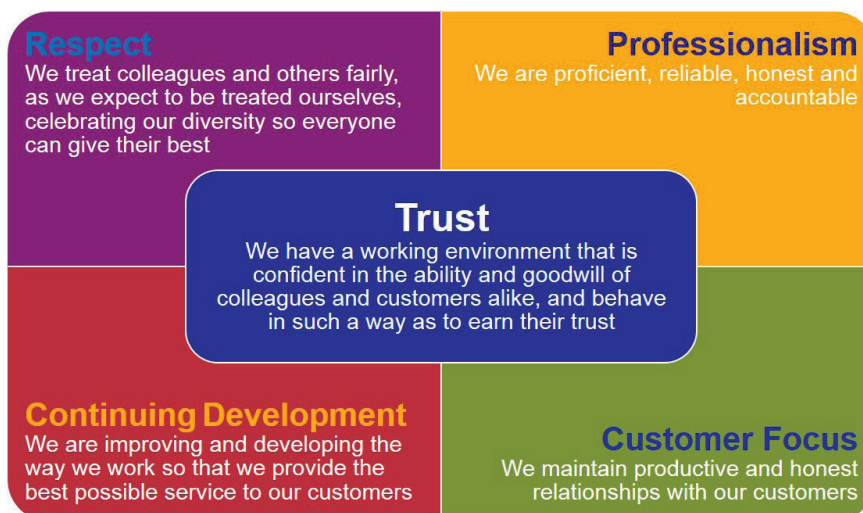 Respect
We treat colleagues and others fairly,
as we expect to be treated ourselves,
celebrating our diversity so everyone
can give their best
Professionalism
We are proficient, reliable, honest and
accountable
Trust
We have a working environment that is
confident in the ability and goodwill of
colleagues and customers alike, and behave
in such a way as to earn their trust
Continuing Development
We are improving and developing the
way we work so that we provide the
best possible service to our customers
Customer Focus
We maintain productive and honest
relationships with our customers